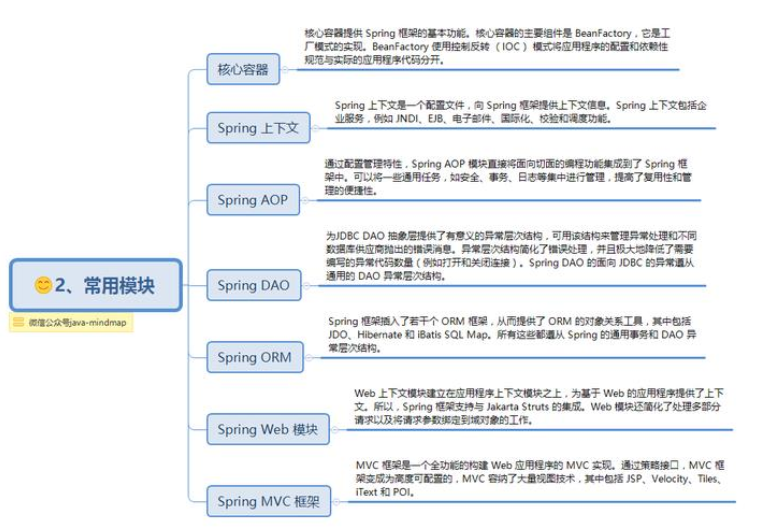 核心容器提供 Spring 框架的基本功能。核心容器的主要组件是 BeanFactory，它是工
厂模式的实现。BeanFactory 使用控制反转 （IOC） 模式将应用程序的配置和依赖性
规范与实际的应用程序代码分开。
核心容器
Spring 上下文是一个配置文件，向 Spring 框架提供上下文信息。Spring 上下文包括企
业服务，例如 JNDI、EJB、电子邮件、国际化、校验和调度功能。
Spring 上下文
通过配置管理特性，Spring AOP 模块直接将面向切面的编程功能集成到了 Spring 框
架中。可以将一些通用任务，如安全、事务、日志等集中进行管理，提高了复用性和管
理的便捷性。
Spring AOP
为JDBC DAO 抽象层提供了有意义的异常层次结构，可用该结构来管理异常处理和不同
数据库供应商抛出的错误消息。异常层次结构简化了错误处理，并且极大地降低了需要
编写的异常代码数量（例如打开和关闭连接）。Spring DAO 的面向 JDBC 的异常遵从
通用的 DAO 异常层次结构。
Spring DAO
2、常用模块
微信公众号java-mindmap
Spring 框架插入了若干个 ORM 框架，从而提供了 ORM 的对象关系工具，其中包括
JDO、Hibernate 和 iBatis SQL Map。所有这些都遵从 Spring 的通用事务和 DAO 异
常层次结构。
Spring ORM
Web 上下文模块建立在应用程序上下文模块之上，为基于 Web 的应用程序提供了上下
文。所以，Spring 框架支持与 Jakarta Struts 的集成。Web 模块还简化了处理多部分
请求以及将请求参数绑定到域对象的工作。
Spring Web 模块
MVC 框架是一个全功能的构建 Web 应用程序的 MVC 实现。通过策略接口，MVC 框
架变成为高度可配置的，MVC 容纳了大量视图技术，其中包括 JSP、Velocity、Tiles、
iText 和 POI。
Spring MVC 框架